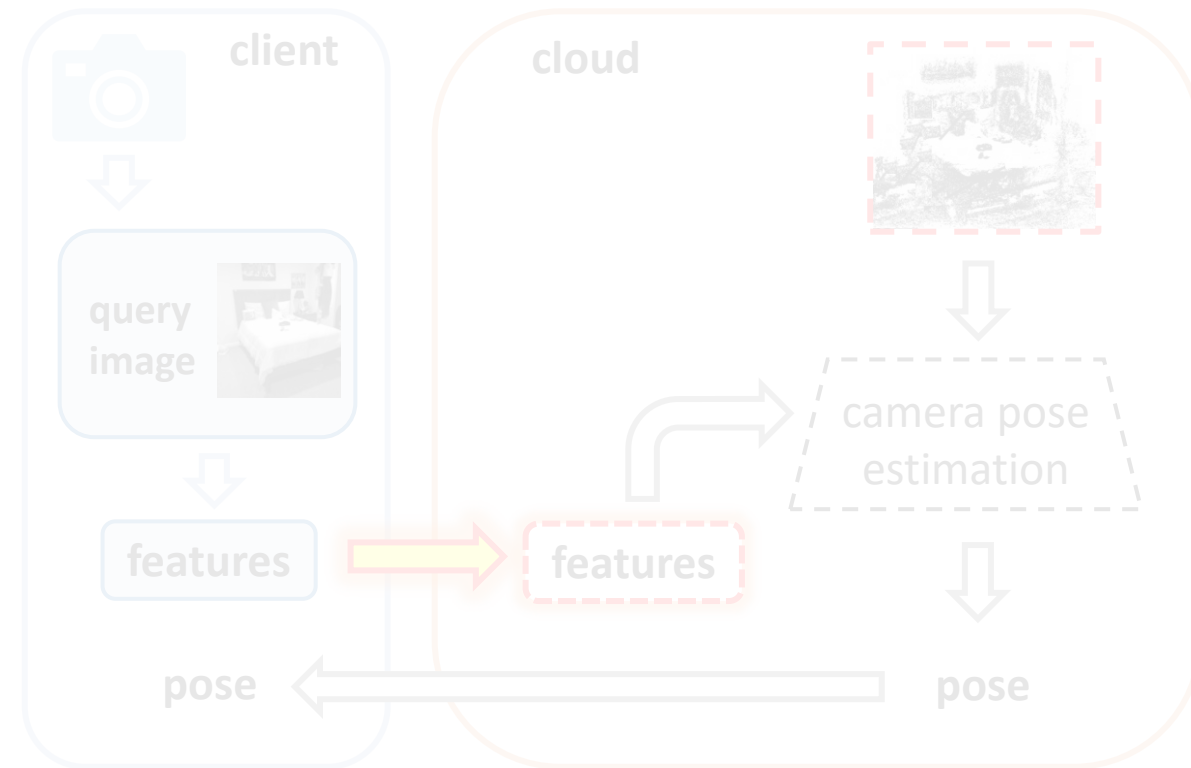 client
cloud
query
image
camera pose
estimation
features
features
pose
pose